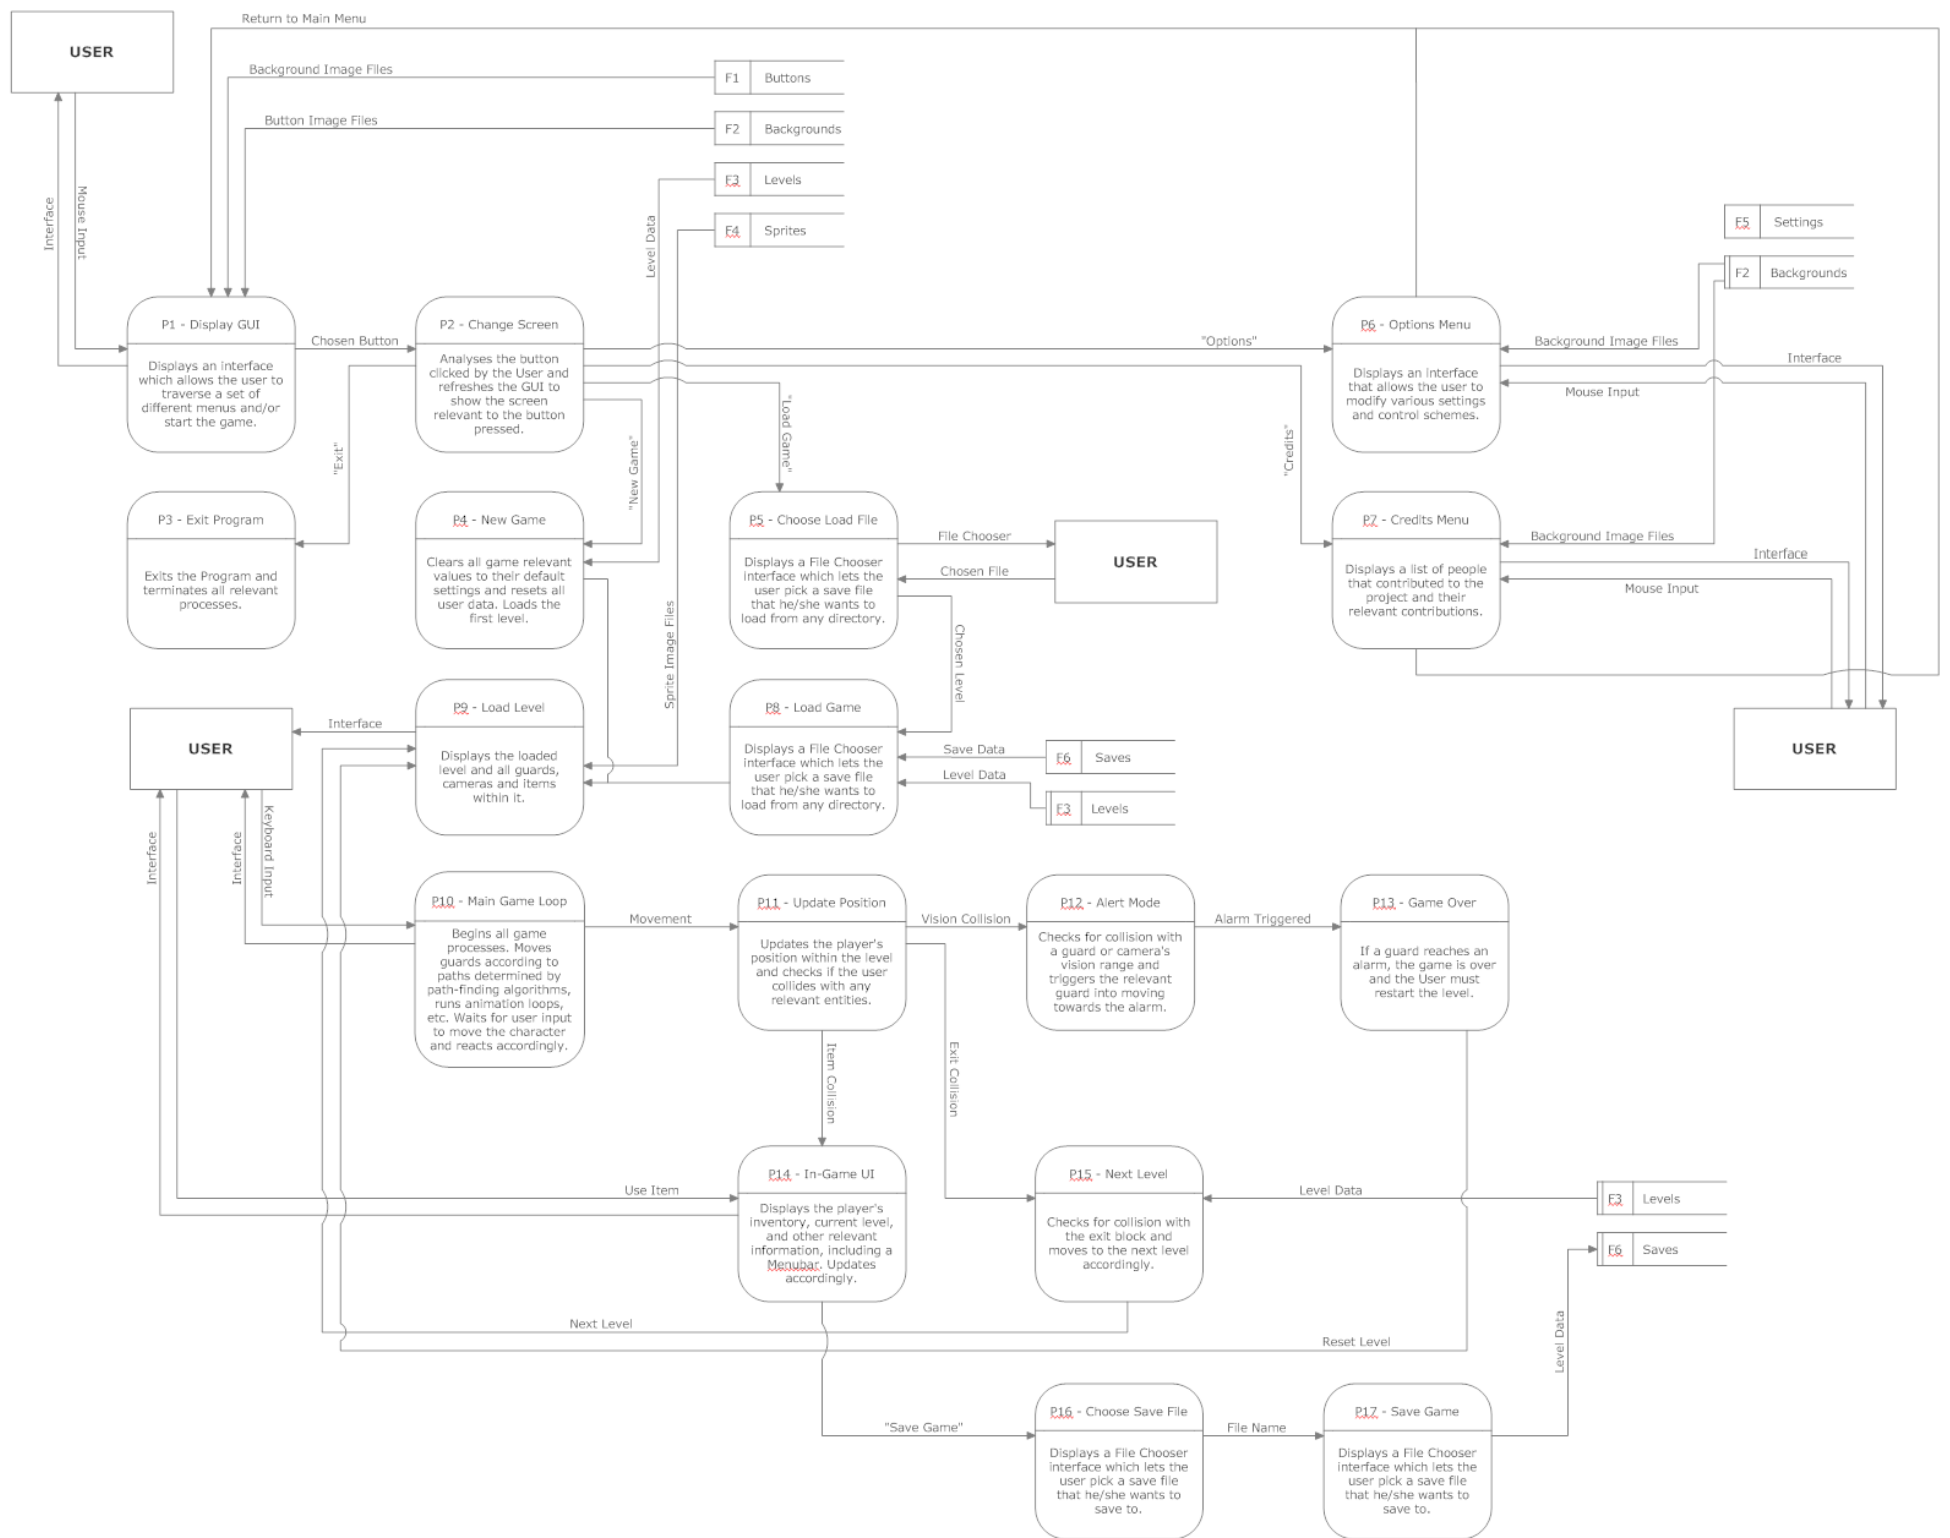 Return to Main Menu
USER
Background Image Files
F1 Buttons
Button Image Files
F2 Backgrounds
F3 Levels
F4 Sprites
Interface
Mouse Input
Level Data
F5 Settings
F2 Backgrounds
P1 - Display GUI
Displays an interface
which allows the user to
traverse a set of
different menus and/or
start the game.
Chosen Button
P2 - Change Screen
Analyses the button
clicked by the User and
refreshes the GUI to
show the screen
relevant to the button
pressed.
"Options"
P6 - Options Menu
Displays an interface
that allows the user to
modify various settings
and control schemes.
Background Image Files
Interface
Mouse Input
"Exit"
"New Game"
"Load Game"
"Credits"
P3 - Exit Program
Exits the Program and
terminates all relevant
processes.
P4 - New Game
Clears all game relevant
values to their default
settings and resets all
user data. Loads the
first level.
Sprite Image Files
P5 - Choose Load File
Displays a File Chooser
interface which lets the
user pick a save file
that he/she wants to
load from any directory.
File Chooser
Chosen File
USER
Chosen Level
P7 - Credits Menu
Displays a list of people
that contributed to the
project and their
relevant contributions.
Background Image Files
Interface
Mouse Input
USER
Interface
P9 - Load Level
Displays the loaded
level and all guards,
cameras and items
within it.
P8 - Load Game
Displays a File Chooser
interface which lets the
user pick a save file
that he/she wants to
load from any directory.
Save Data
F6 Saves
Level Data
F3 Levels
USER
Interface
Interface
Keyboard Input
P10 - Main Game Loop
Begins all game
processes. Moves
guards according to
paths determined by
path-finding algorithms,
runs animation loops,
etc. Waits for user input
to move the character
and reacts accordingly.
Movement
P11 - Update Position
Updates the player's
position within the level
and checks if the user
collides with any
relevant entities.
Vision Collision
P12 - Alert Mode
Checks for collision with
a guard or camera's
vision range and
triggers the relevant
guard into moving
towards the alarm.
Alarm Triggered
P13 - Game Over
If a guard reaches an
alarm, the game is over
and the User must
restart the level.
Item Collision
Exit Collision
Use Item
P14 - In-Game UI
Displays the player's
inventory, current level,
and other relevant
information, including a
Menubar. Updates
accordingly.
P15 - Next Level
Checks for collision with
the exit block and
moves to the next level
accordingly.
Level Data
F3 Levels
F6 Saves
Next Level
Reset Level
Level Data
"Save Game"
P16 - Choose Save File
Displays a File Chooser
interface which lets the
user pick a save file
that he/she wants to
save to.
File Name
P17 - Save Game
Displays a File Chooser
interface which lets the
user pick a save file
that he/she wants to
save to.